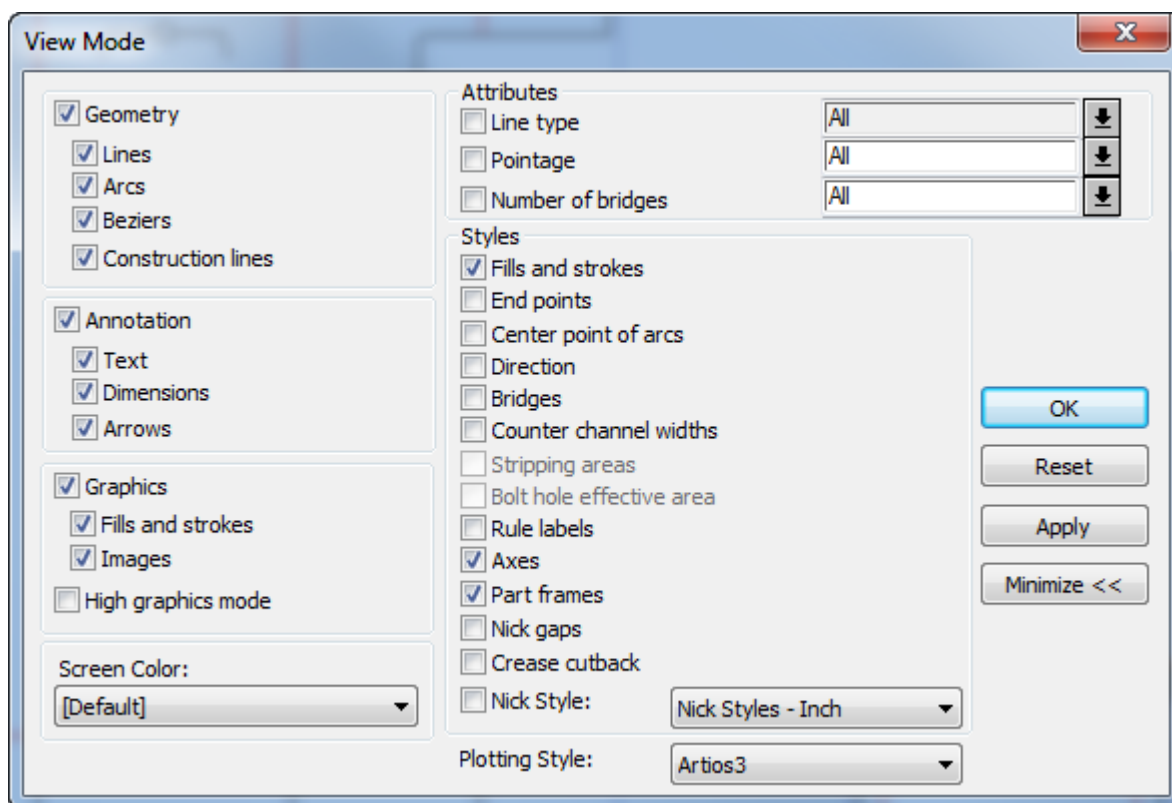 View Mode
Geometry
Lines
Arcs
Beziers
Construction lines
Annotation
Text
Dimensions
Arrows
Graphics
Fills and strokes
Images
High graphics mode
Screen Color:
[Default]
Attributes
Line type All
Pointage All
Number of bridges All
Styles
Fills and strokes
End points
Center point of arcs
Direction
Bridges
Counter channel widths
Stripping areas
Bolt hole effective area
Rule labels
Axes
Part frames
Nick gaps
Crease cutback
Nick Style: Nick Styles - Inch
Plotting Style: Artios3
OK
Reset
Apply
Minimize <<